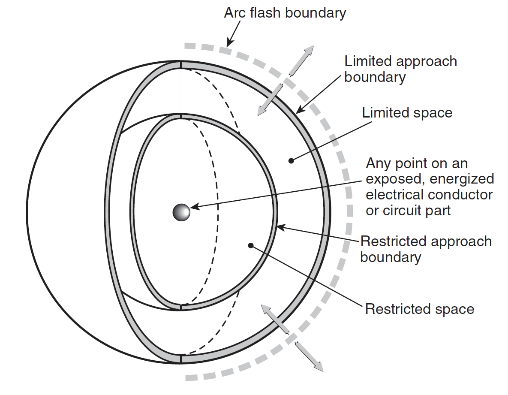 Arc flash boundary
Limited approach
boundary
Limited space
Any point on an
exposed, energized
electrical conductor
or circuit part
Restricted approach
boundary
Restricted space